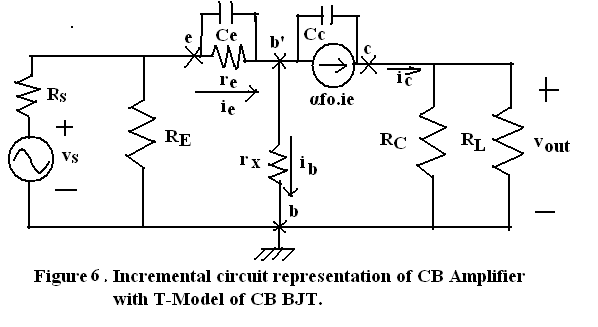 Ce
Cc
e
b'
c
re
ie
αfo.ie
ic
Rs
+
vs
−
RE
rx
ib
b
RC
RL
+
vout
−
Figure 6 . Incremental circuit representation of CB Amplifier
with T-Model of CB BJT.